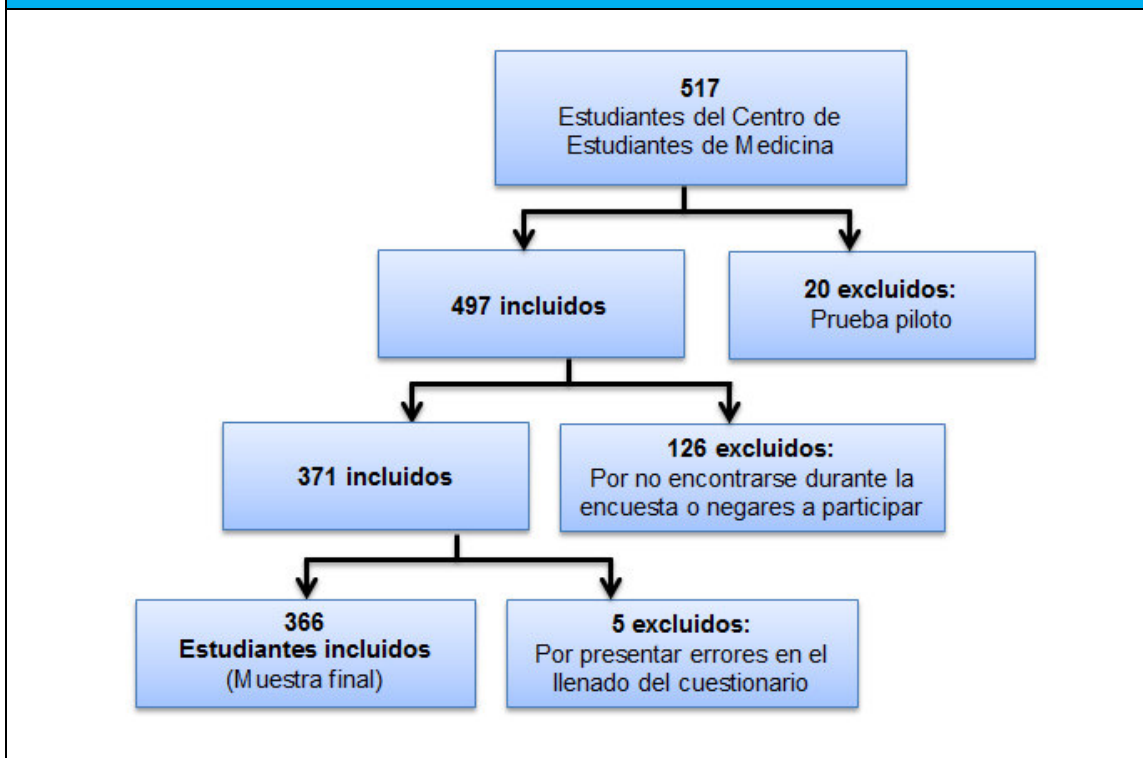 517
Estudiantes del Centro de
Estudiantes de Medicina
497 incluidos
20 excluidos:
Prueba piloto
371 incluidos
126 excluidos:
Por no encontrarse durante la
encuesta o negares a participar
366
Estudiantes incluidos
(Muestra final)
5 excluidos:
Por presentar errores en el
llenado del cuestionario